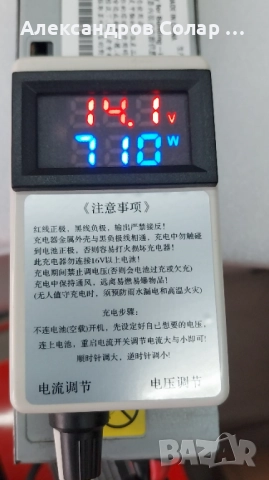 Александров Солар ...
14.1 V
710 W
《注意事项》
红线正极，黑线负极，输出严禁接反！
充电器金属外壳与黑负极线相通，充电中勿触碰
到电池正极，否则容易打火损坏充电器！
此充电器勿连接16V以上电池！
充电期间禁止调电压(否则会电池过充或欠充)
充电中保持通风，远离易燃易爆物品！
(无人值守充电时，须预防雨水漏电和高温火灾)
充电步骤：
不连电池(空载)开机，先设定好自己想要的电压，
连上电池，重启电流开关调节电流大与小即可！
顺时针调大，逆时针调小！
电流调节 电压调节
bazar